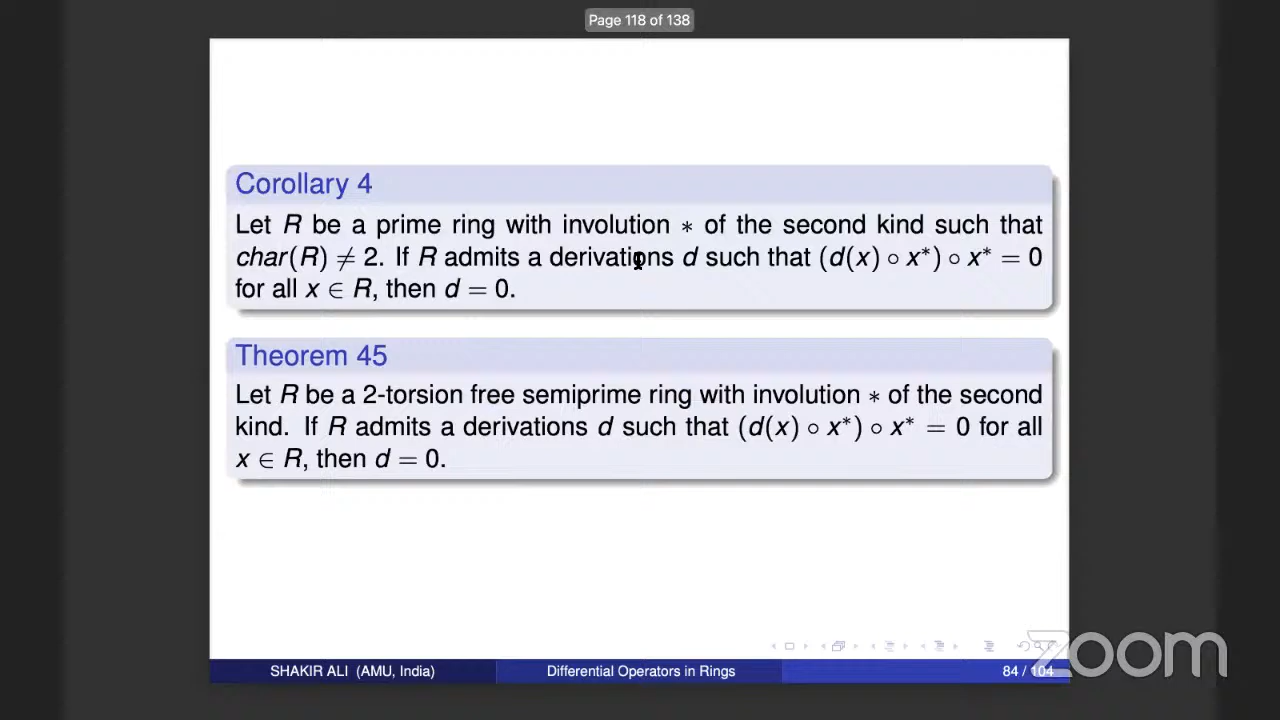 Page 118 of 138
Corollary 4
Let R be a prime ring with involution ∗ of the second kind such that
char(R) ≠ 2. If R admits a derivations d such that (d(x) ∘ x*) ∘ x* = 0
for all x ∈ R, then d = 0.
Theorem 45
Let R be a 2-torsion free semiprime ring with involution ∗ of the second
kind. If R admits a derivations d such that (d(x) ∘ x*) ∘ x* = 0 for all
x ∈ R, then d = 0.
SHAKIR ALI (AMU, India) Differential Operators in Rings 84 / 104
zoom